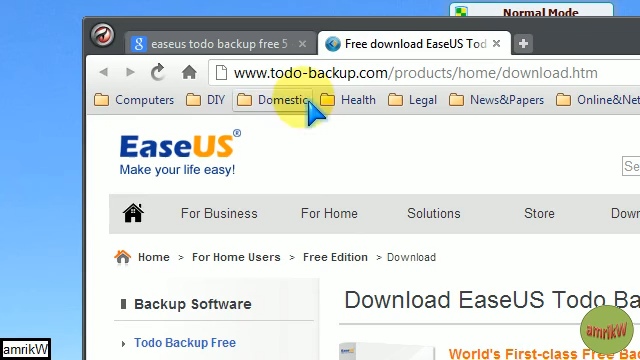 Normal Mode
easeus todo backup free 5
Free download EaseUS Tod
www.todo-backup.com/products/home/download.htm
Computers DIY Domestic Health Legal News&Papers Online&Net
EaseUS®
Make your life easy!
Se
For Business For Home Solutions Store Down
Home > For Home Users > Free Edition > Download
Backup Software
Download EaseUS Todo Ba
Todo Backup Free
World's First-class Free Bac
amrikW
amrikW